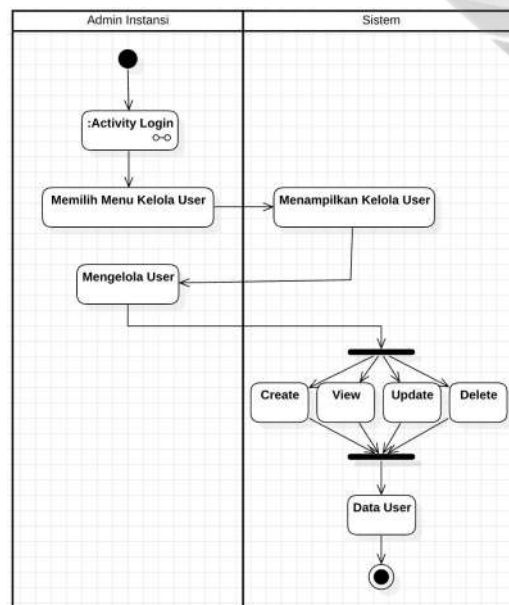 Admin Instansi
Sistem
:Activity Login
Memilih Menu Kelola User
Menampilkan Kelola User
Mengelola User
Create
View
Update
Delete
Data User